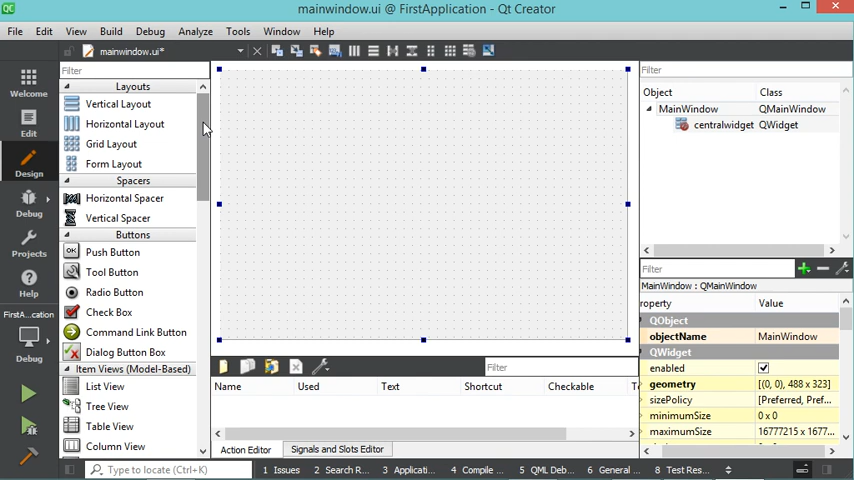 QC
mainwindow.ui @ FirstApplication - Qt Creator
File Edit View Build Debug Analyze Tools Window Help
mainwindow.ui*
Filter
Filter
Welcome
Edit
Design
Debug
Projects
Help
FirstA...cation
Debug
Layouts
Vertical Layout
Horizontal Layout
Grid Layout
Form Layout
Spacers
Horizontal Spacer
Vertical Spacer
Buttons
OK Push Button
Tool Button
Radio Button
Check Box
Command Link Button
Dialog Button Box
Item Views (Model-Based)
List View
Tree View
Table View
Column View
Object Class
MainWindow QMainWindow
centralwidget QWidget
Filter
MainWindow : QMainWindow
roperty Value
QObject
objectName MainWindow
QWidget
enabled
geometry [(0, 0), 488 x 323]
sizePolicy [Preferred, Pref...
minimumSize 0 x 0
maximumSize 16777215 x 1677...
Filter
Name Used Text Shortcut Checkable To
Action Editor Signals and Slots Editor
Type to locate (Ctrl+K) 1 Issues 2 Search R... 3 Applicati... 4 Compile ... 5 QML Deb... 6 General ... 8 Test Res...